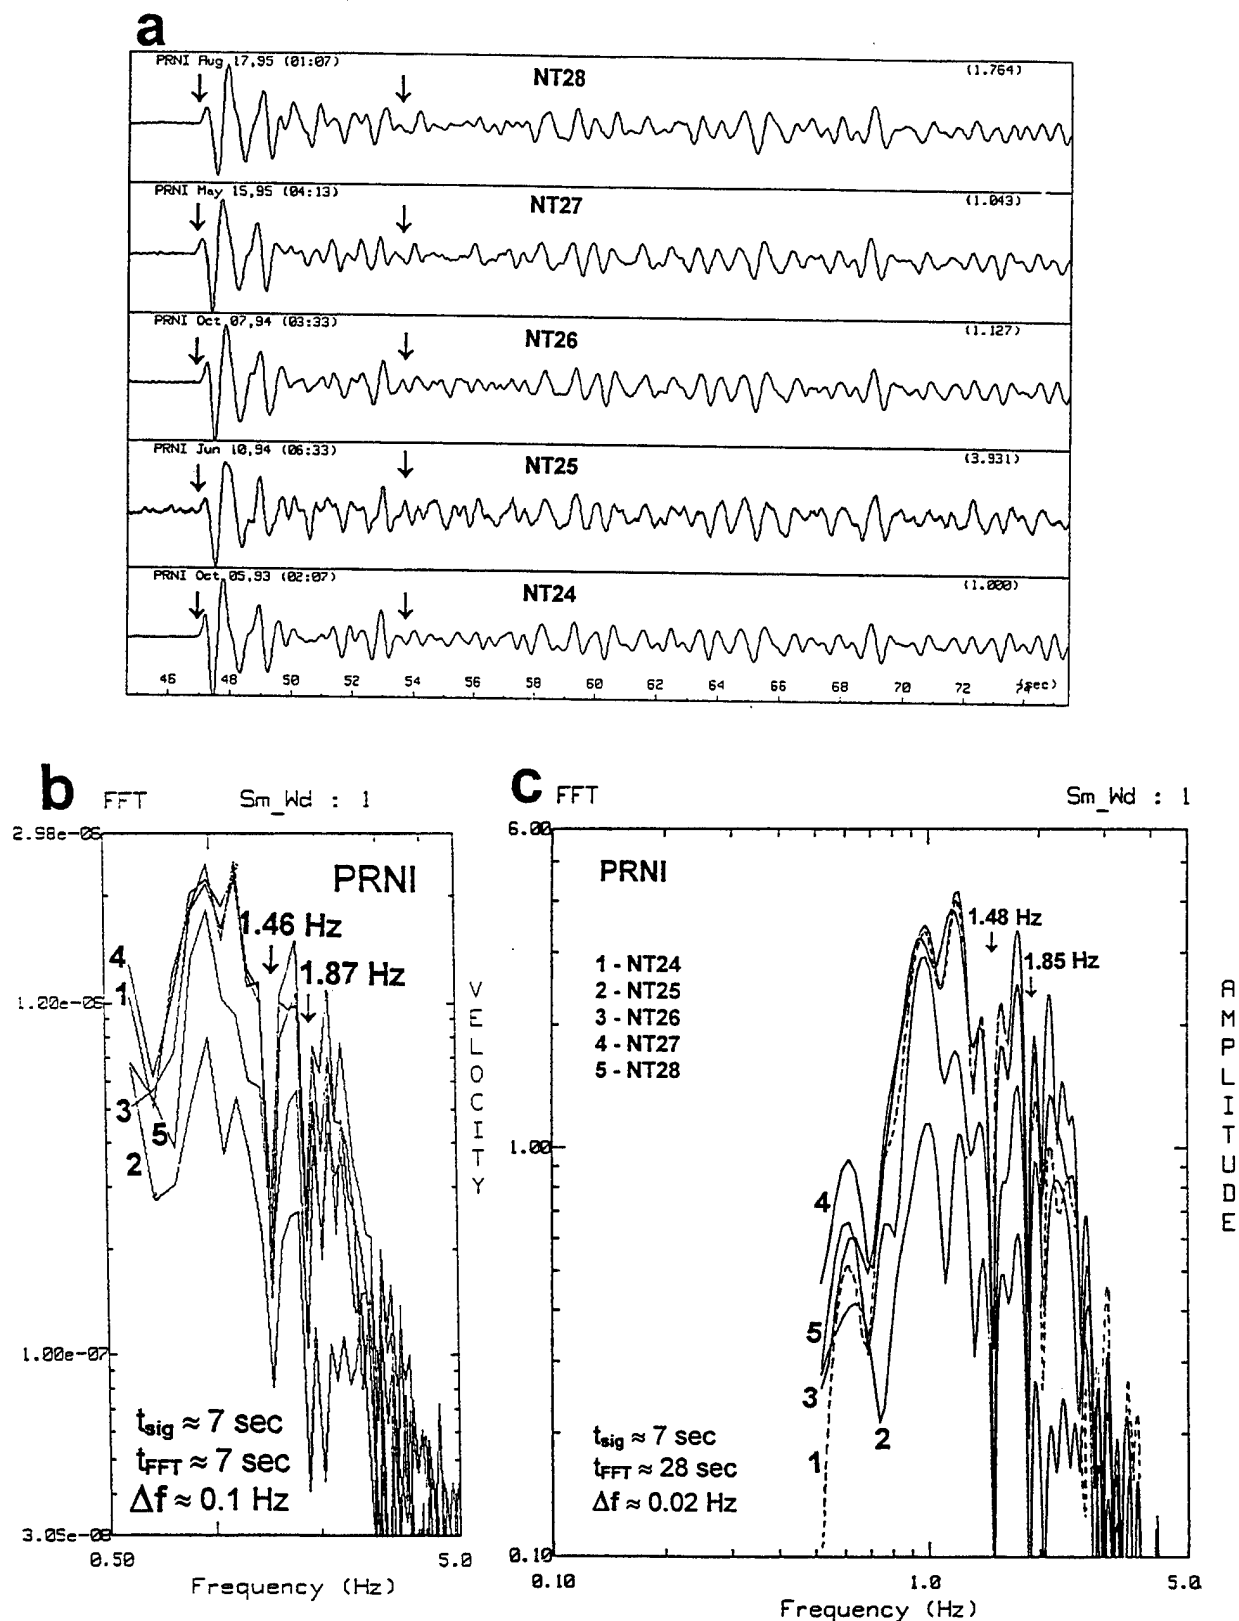 a
PRNI Aug 17,95 (01:07)
NT28
(1.764)
PRNI May 15,95 (04:13)
NT27
(1.043)
PRNI Oct 07,94 (03:33)
NT26
(1.127)
PRNI Jun 10,94 (06:33)
NT25
(3.931)
PRNI Oct 05,93 (02:07)
NT24
(1.000)
46 48 50 52 54 56 58 60 62 64 66 68 70 72 74 (sec)
b
FFT
Sm_Wd : 1
2.98e-06
PRNI
1.46 Hz
1.87 Hz
4
1
1.00e-06
3
5
2
1.00e-07
tsig ≈ 7 sec
tFFT ≈ 7 sec
Δf ≈ 0.1 Hz
3.05e-08
0.50
5.0
Frequency (Hz)
VELOCITY
c
FFT
Sm_Wd : 1
6.00
PRNI
1.48 Hz
1.85 Hz
1 - NT24
2 - NT25
3 - NT26
4 - NT27
5 - NT28
1.00
4
5
3
2
1
tsig ≈ 7 sec
tFFT ≈ 28 sec
Δf ≈ 0.02 Hz
0.10
0.10
1.0
5.0
Frequency (Hz)
AMPLITUDE